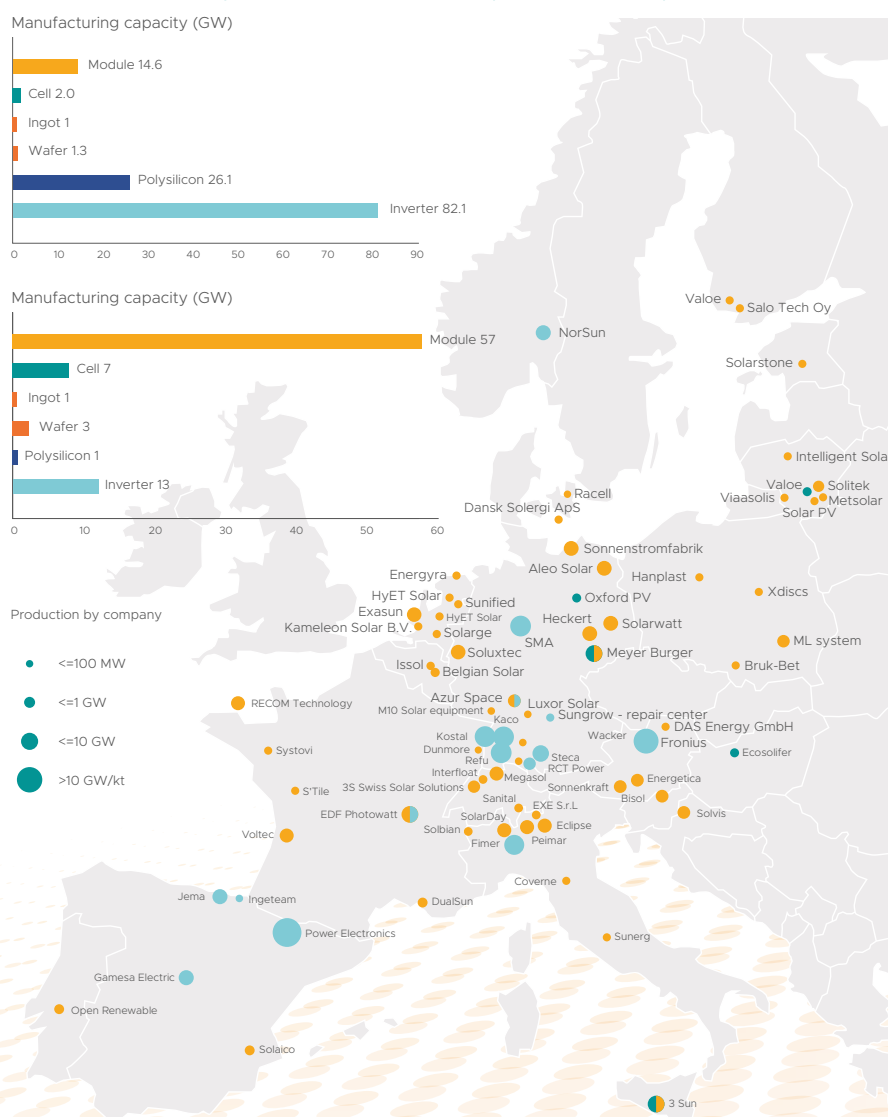 Manufacturing capacity (GW)
Module 14.6
Cell 2.0
Ingot 1
Wafer 1.3
Polysilicon 26.1
Inverter 82.1
0 10 20 30 40 50 60 70 80 90
Manufacturing capacity (GW)
Module 57
Cell 7
Ingot 1
Wafer 3
Polysilicon 1
Inverter 13
0 10 20 30 40 50 60
Production by company
<=100 MW
<=1 GW
<=10 GW
>10 GW/kt
Valoe
Salo Tech Oy
NorSun
Solarstone
Intelligent Sola
Valoe
Solitek
Viaasolis
Metsolar
Solar PV
Racell
Dansk Solergi ApS
Sonnenstromfabrik
Aleo Solar
Energyra
Hanplast
HyET Solar
Sunified
Oxford PV
Xdiscs
Exasun
HyET Solar
Kameleon Solar B.V.
Solarge
SMA
Heckert
Solarwatt
ML system
Soluxtec
Meyer Burger
Issol
Belgian Solar
Bruk-Bet
RECOM Technology
Azur Space
Luxor Solar
M10 Solar equipment
Kaco
Sungrow - repair center
DAS Energy GmbH
Kostal
Wacker
Fronius
Systovi
Dunmore
Refu
Steca
Ecosolifer
RCT Power
Interfloat
Megasol
3S Swiss Solar Solutions
Sonnenkraft
Energetica
S'Tile
Sanital
Bisol
EDF Photowatt
SolarDay
EXE S.r.L
Solvis
Voltec
Solbian
Eclipse
Fimer
Peimar
Coverne
Jema
Ingeteam
DualSun
Power Electronics
Sunerg
Gamesa Electric
Open Renewable
Solaico
3 Sun